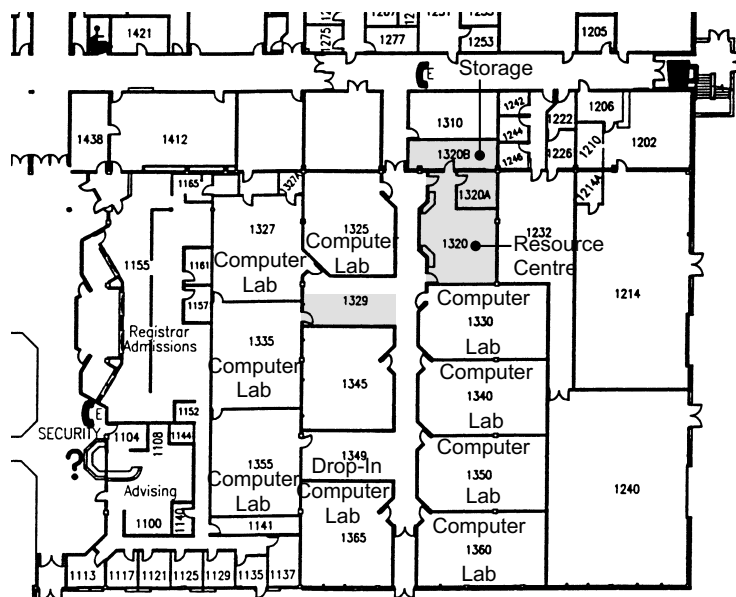 1421
1275
1277
1253
1205
E
Storage
1438
1412
1310
1242
1244
1246
1222
1226
1206
1210
1202
1320B
1165
1327A
1320A
1214A
1327
Computer
Lab
1325
Computer
Lab
1320
Resource
Centre
1232
1155
1161
1157
1329
1214
Registrar
Admissions
1335
Computer
Lab
Computer
1330
Lab
1345
Computer
1340
Lab
E
SECURITY
?
1152
1144
1104
1108
Advising
1100
1140
1355
Computer
Lab
1349
Drop-In
Computer
Lab
1365
Computer
1350
Lab
1240
Computer
1360
Lab
1141
1113
1117
1121
1125
1129
1135
1137